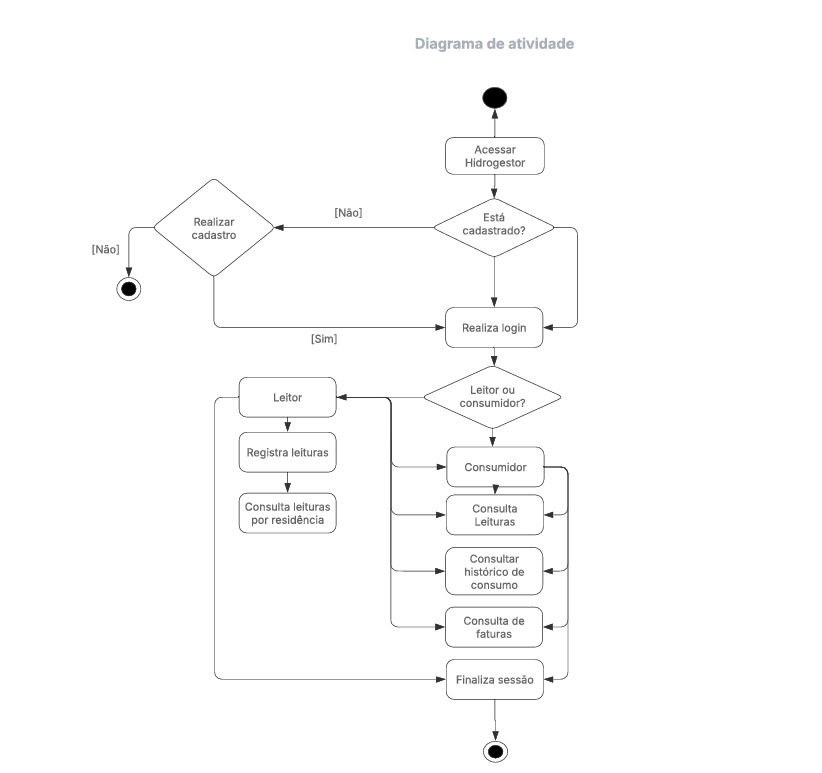 Diagrama de atividade
Acessar
Hidrogestor
Está
cadastrado?
[Não]
Realizar
cadastro
[Não]
Realiza login
[Sim]
Leitor ou
consumidor?
Leitor
Registra leituras
Consulta leituras
por residência
Consumidor
Consulta
Leituras
Consultar
histórico de
consumo
Consulta de
faturas
Finaliza sessão